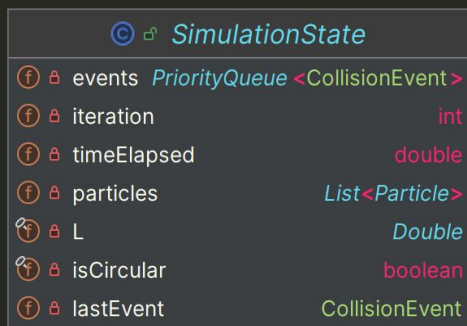 © SimulationState
f events PriorityQueue <CollisionEvent>
f iteration int
f timeElapsed double
f particles List<Particle>
f L Double
f isCircular boolean
f lastEvent CollisionEvent